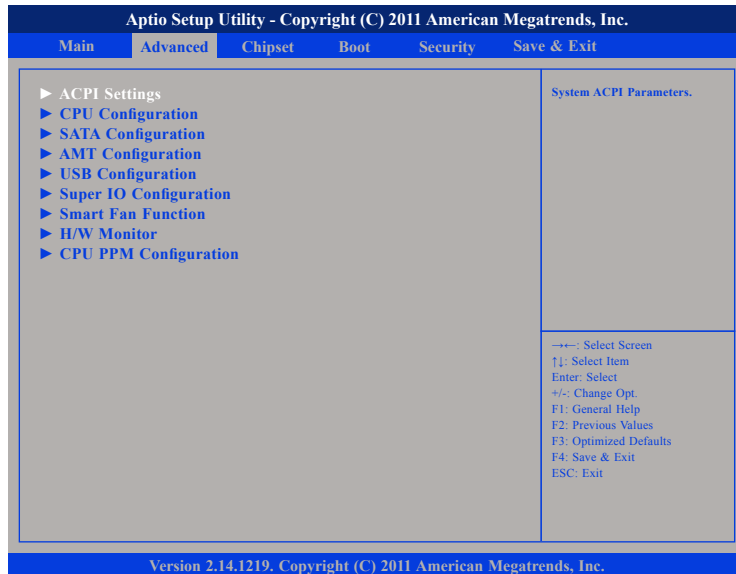 Aptio Setup Utility - Copyright (C) 2011 American Megatrends, Inc.
Main Advanced Chipset Boot Security Save & Exit
► ACPI Settings
► CPU Configuration
► SATA Configuration
► AMT Configuration
► USB Configuration
► Super IO Configuration
► Smart Fan Function
► H/W Monitor
► CPU PPM Configuration
System ACPI Parameters.
→←: Select Screen
↑↓: Select Item
Enter: Select
+/-: Change Opt.
F1: General Help
F2: Previous Values
F3: Optimized Defaults
F4: Save & Exit
ESC: Exit
Version 2.14.1219. Copyright (C) 2011 American Megatrends, Inc.